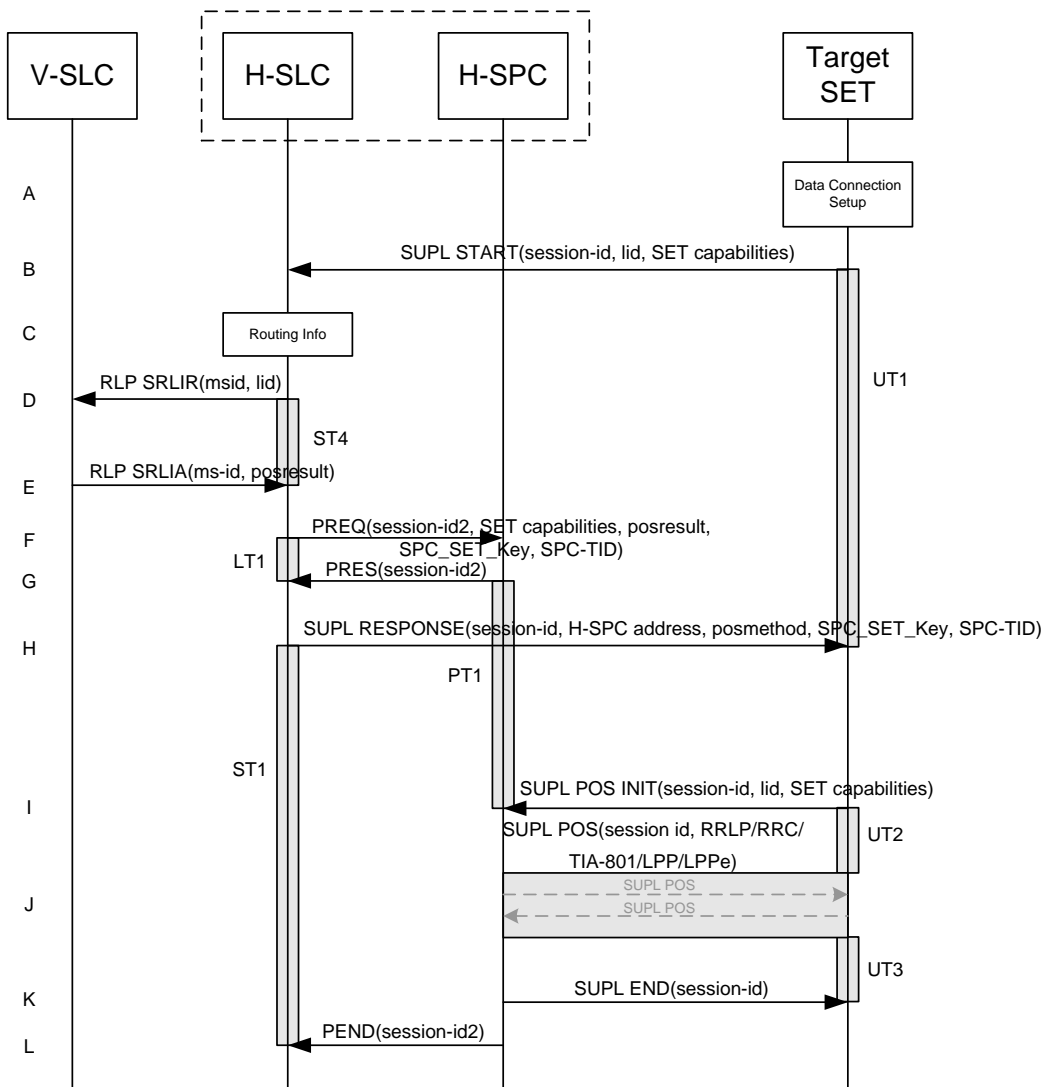 V-SLC
H-SLC
H-SPC
Target
SET
A
Data Connection
Setup
B
SUPL START(session-id, lid, SET capabilities)
C
Routing Info
D
RLP SRLIR(msid, lid)
UT1
ST4
E
RLP SRLIA(ms-id, posresult)
F
PREQ(session-id2, SET capabilities, posresult,
SPC_SET_Key, SPC-TID)
LT1
G
PRES(session-id2)
H
SUPL RESPONSE(session-id, H-SPC address, posmethod, SPC_SET_Key, SPC-TID)
PT1
ST1
I
SUPL POS INIT(session-id, lid, SET capabilities)
SUPL POS(session id, RRLP/RRC/
TIA-801/LPP/LPPe)
UT2
J
SUPL POS
SUPL POS
UT3
K
SUPL END(session-id)
L
PEND(session-id2)